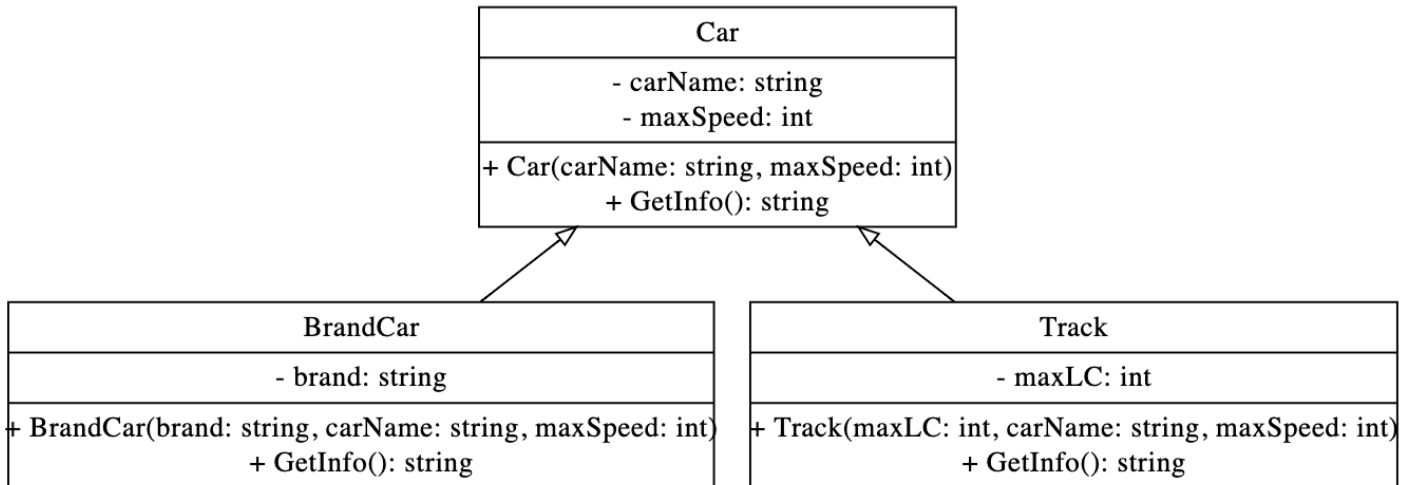 Car
- carName: string
- maxSpeed: int
+ Car(carName: string, maxSpeed: int)
+ GetInfo(): string
BrandCar
- brand: string
+ BrandCar(brand: string, carName: string, maxSpeed: int)
+ GetInfo(): string
Track
- maxLC: int
+ Track(maxLC: int, carName: string, maxSpeed: int)
+ GetInfo(): string